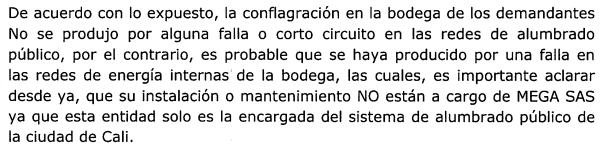 De acuerdo con lo expuesto, la conflagración en la bodega de los demandantes
No se produjo por alguna falla o corto circuito en las redes de alumbrado
público, por el contrario, es probable que se haya producido por una falla en
las redes de energía internas de la bodega, las cuales, es importante aclarar
desde ya, que su instalación o mantenimiento NO están a cargo de MEGA SAS
ya que esta entidad solo es la encargada del sistema de alumbrado público de
la ciudad de Cali.